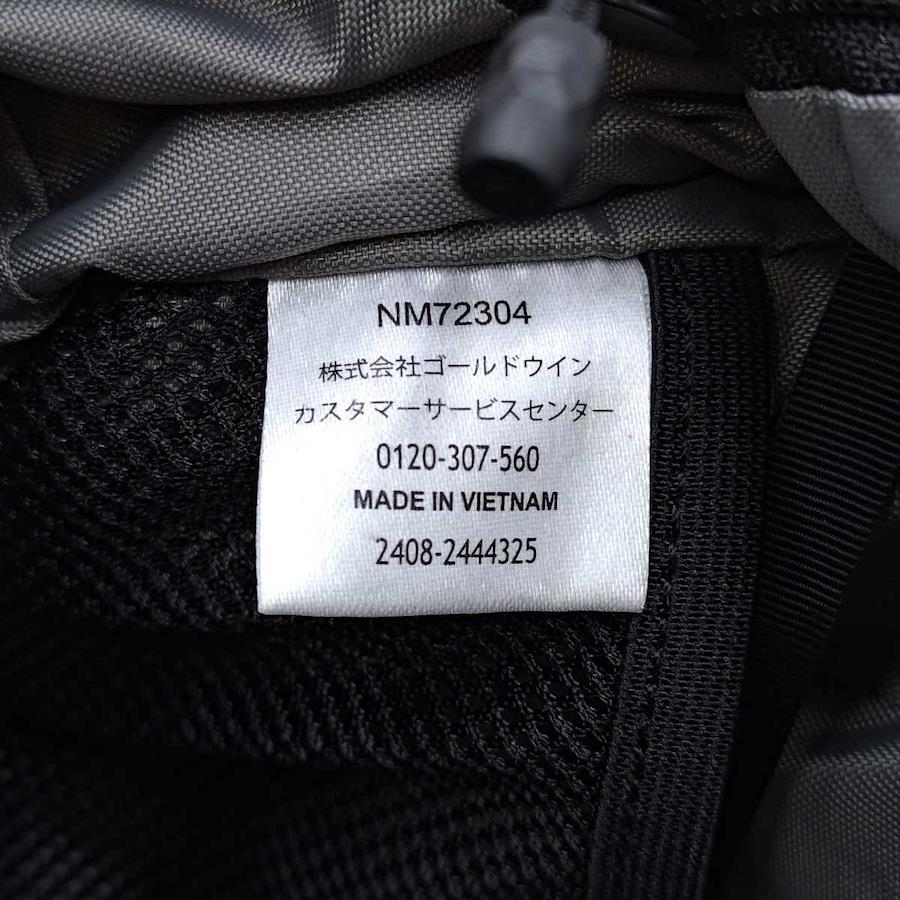 NM72304
株式会社ゴールドウイン
カスタマーサービスセンター
0120-307-560
MADE IN VIETNAM
2408-2444325